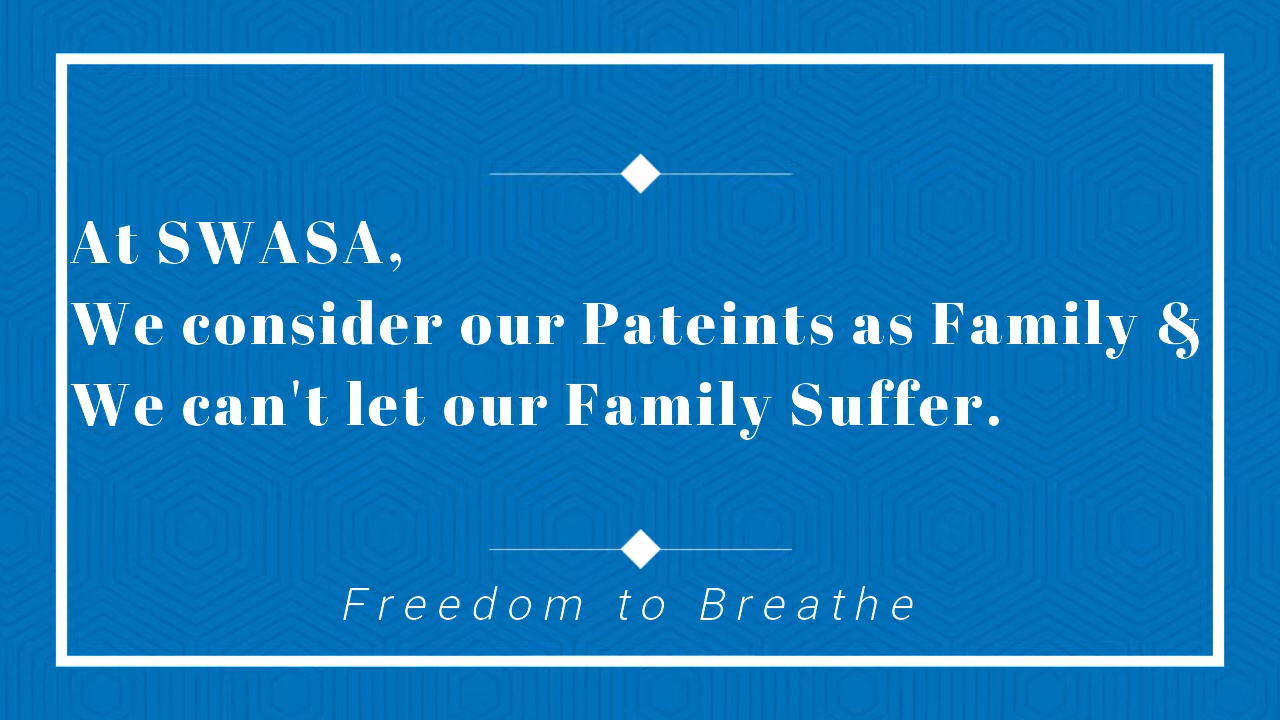 At SWASA,
We consider our Pateints as Family &
We can't let our Family Suffer.
Freedom to Breathe